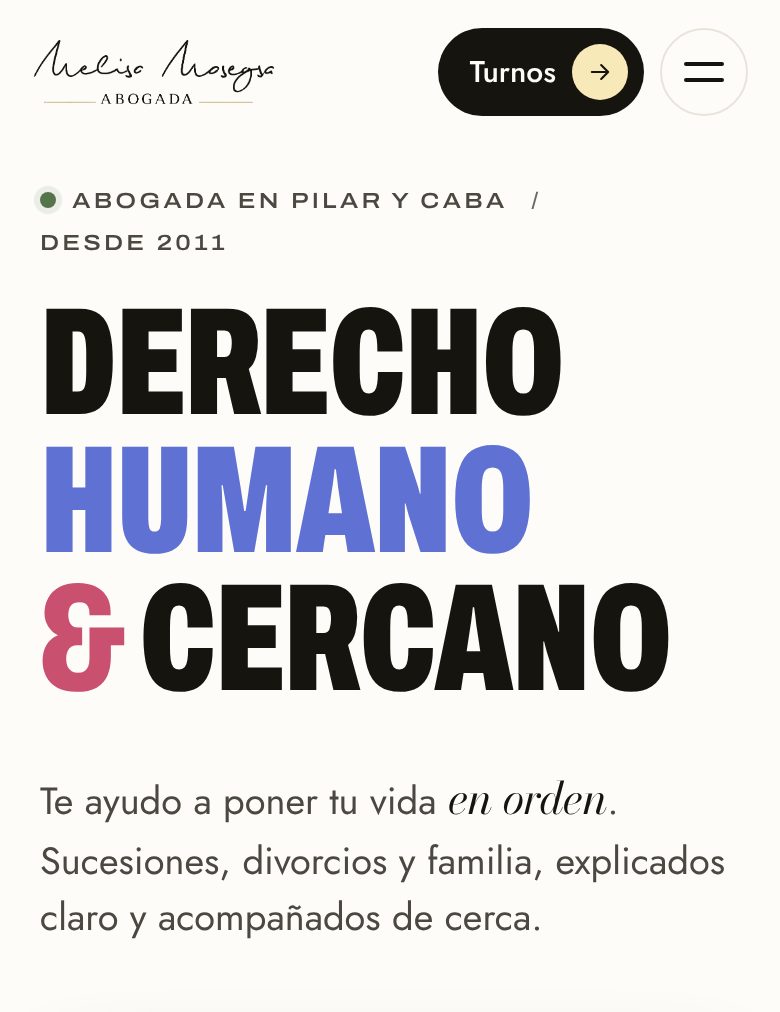 Melisa Mosegsa
ABOGADA
Turnos
ABOGADA EN PILAR Y CABA /
DESDE 2011
DERECHO
HUMANO
& CERCANO
Te ayudo a poner tu vida en orden.
Sucesiones, divorcios y familia, explicados
claro y acompañados de cerca.